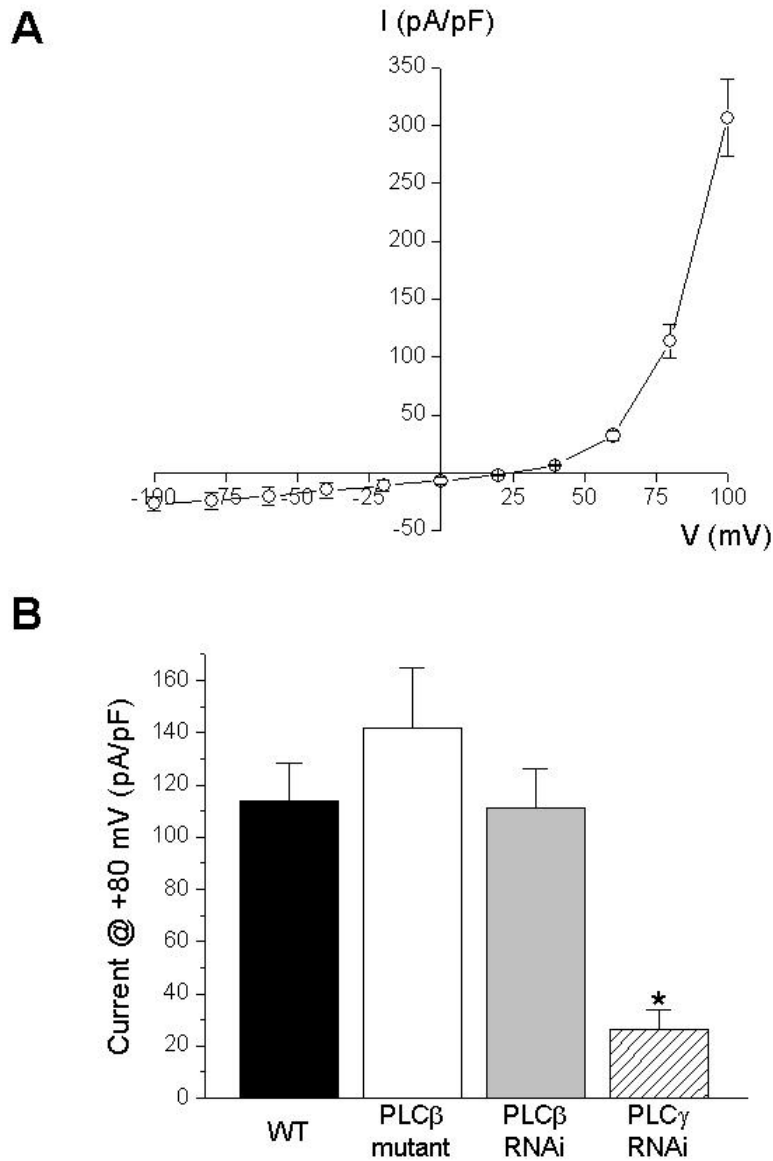 A
I (pA/pF)
350
300
250
200
150
100
50
-100 -75 -50 -25 25 50 75 100
-50
V (mV)
B
Current @ +80 mV (pA/pF)
160
140
120
100
80
60
40
20
0
*
WT
PLCβ mutant
PLCβ RNAi
PLCγ RNAi